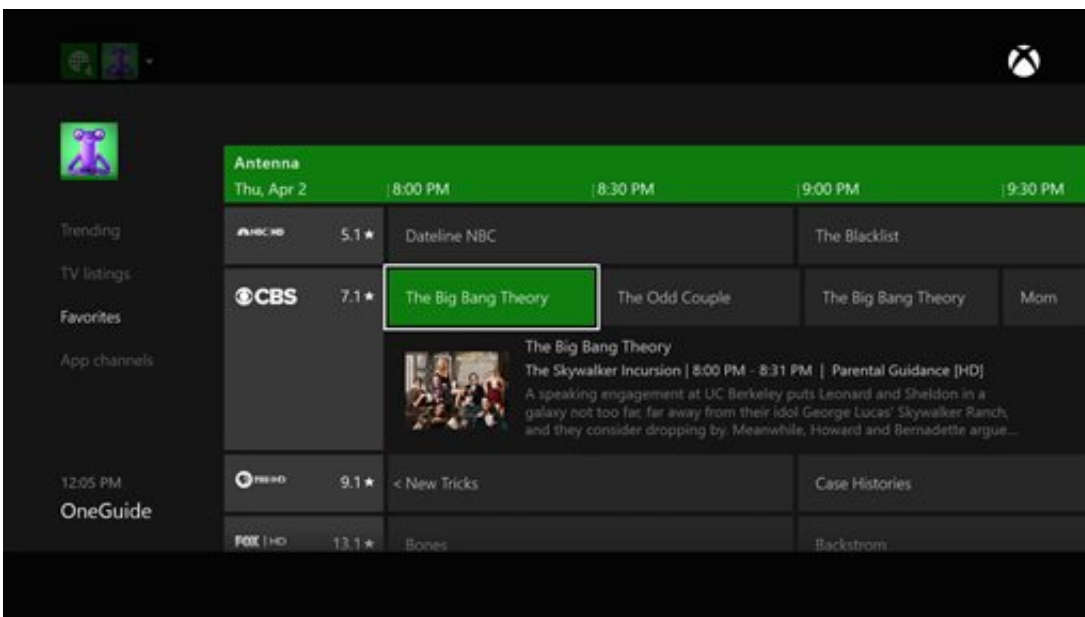 4
Antenna
Thu, Apr 2 8:00 PM 8:30 PM 9:00 PM 9:30 PM
Trending
TV listings
Favorites
App channels
NBC HD 5.1★ Dateline NBC The Blacklist
CBS 7.1★ The Big Bang Theory The Odd Couple The Big Bang Theory Mom
The Big Bang Theory
The Skywalker Incursion | 8:00 PM - 8:31 PM | Parental Guidance [HD]
A speaking engagement at UC Berkeley puts Leonard and Sheldon in a
galaxy not too far, far away from their idol George Lucas' Skywalker Ranch,
and they consider dropping by. Meanwhile, Howard and Bernadette argue...
PBS HD 9.1★ < New Tricks Case Histories
FOX | HD 13.1★ Bones Backstrom
12:05 PM
OneGuide